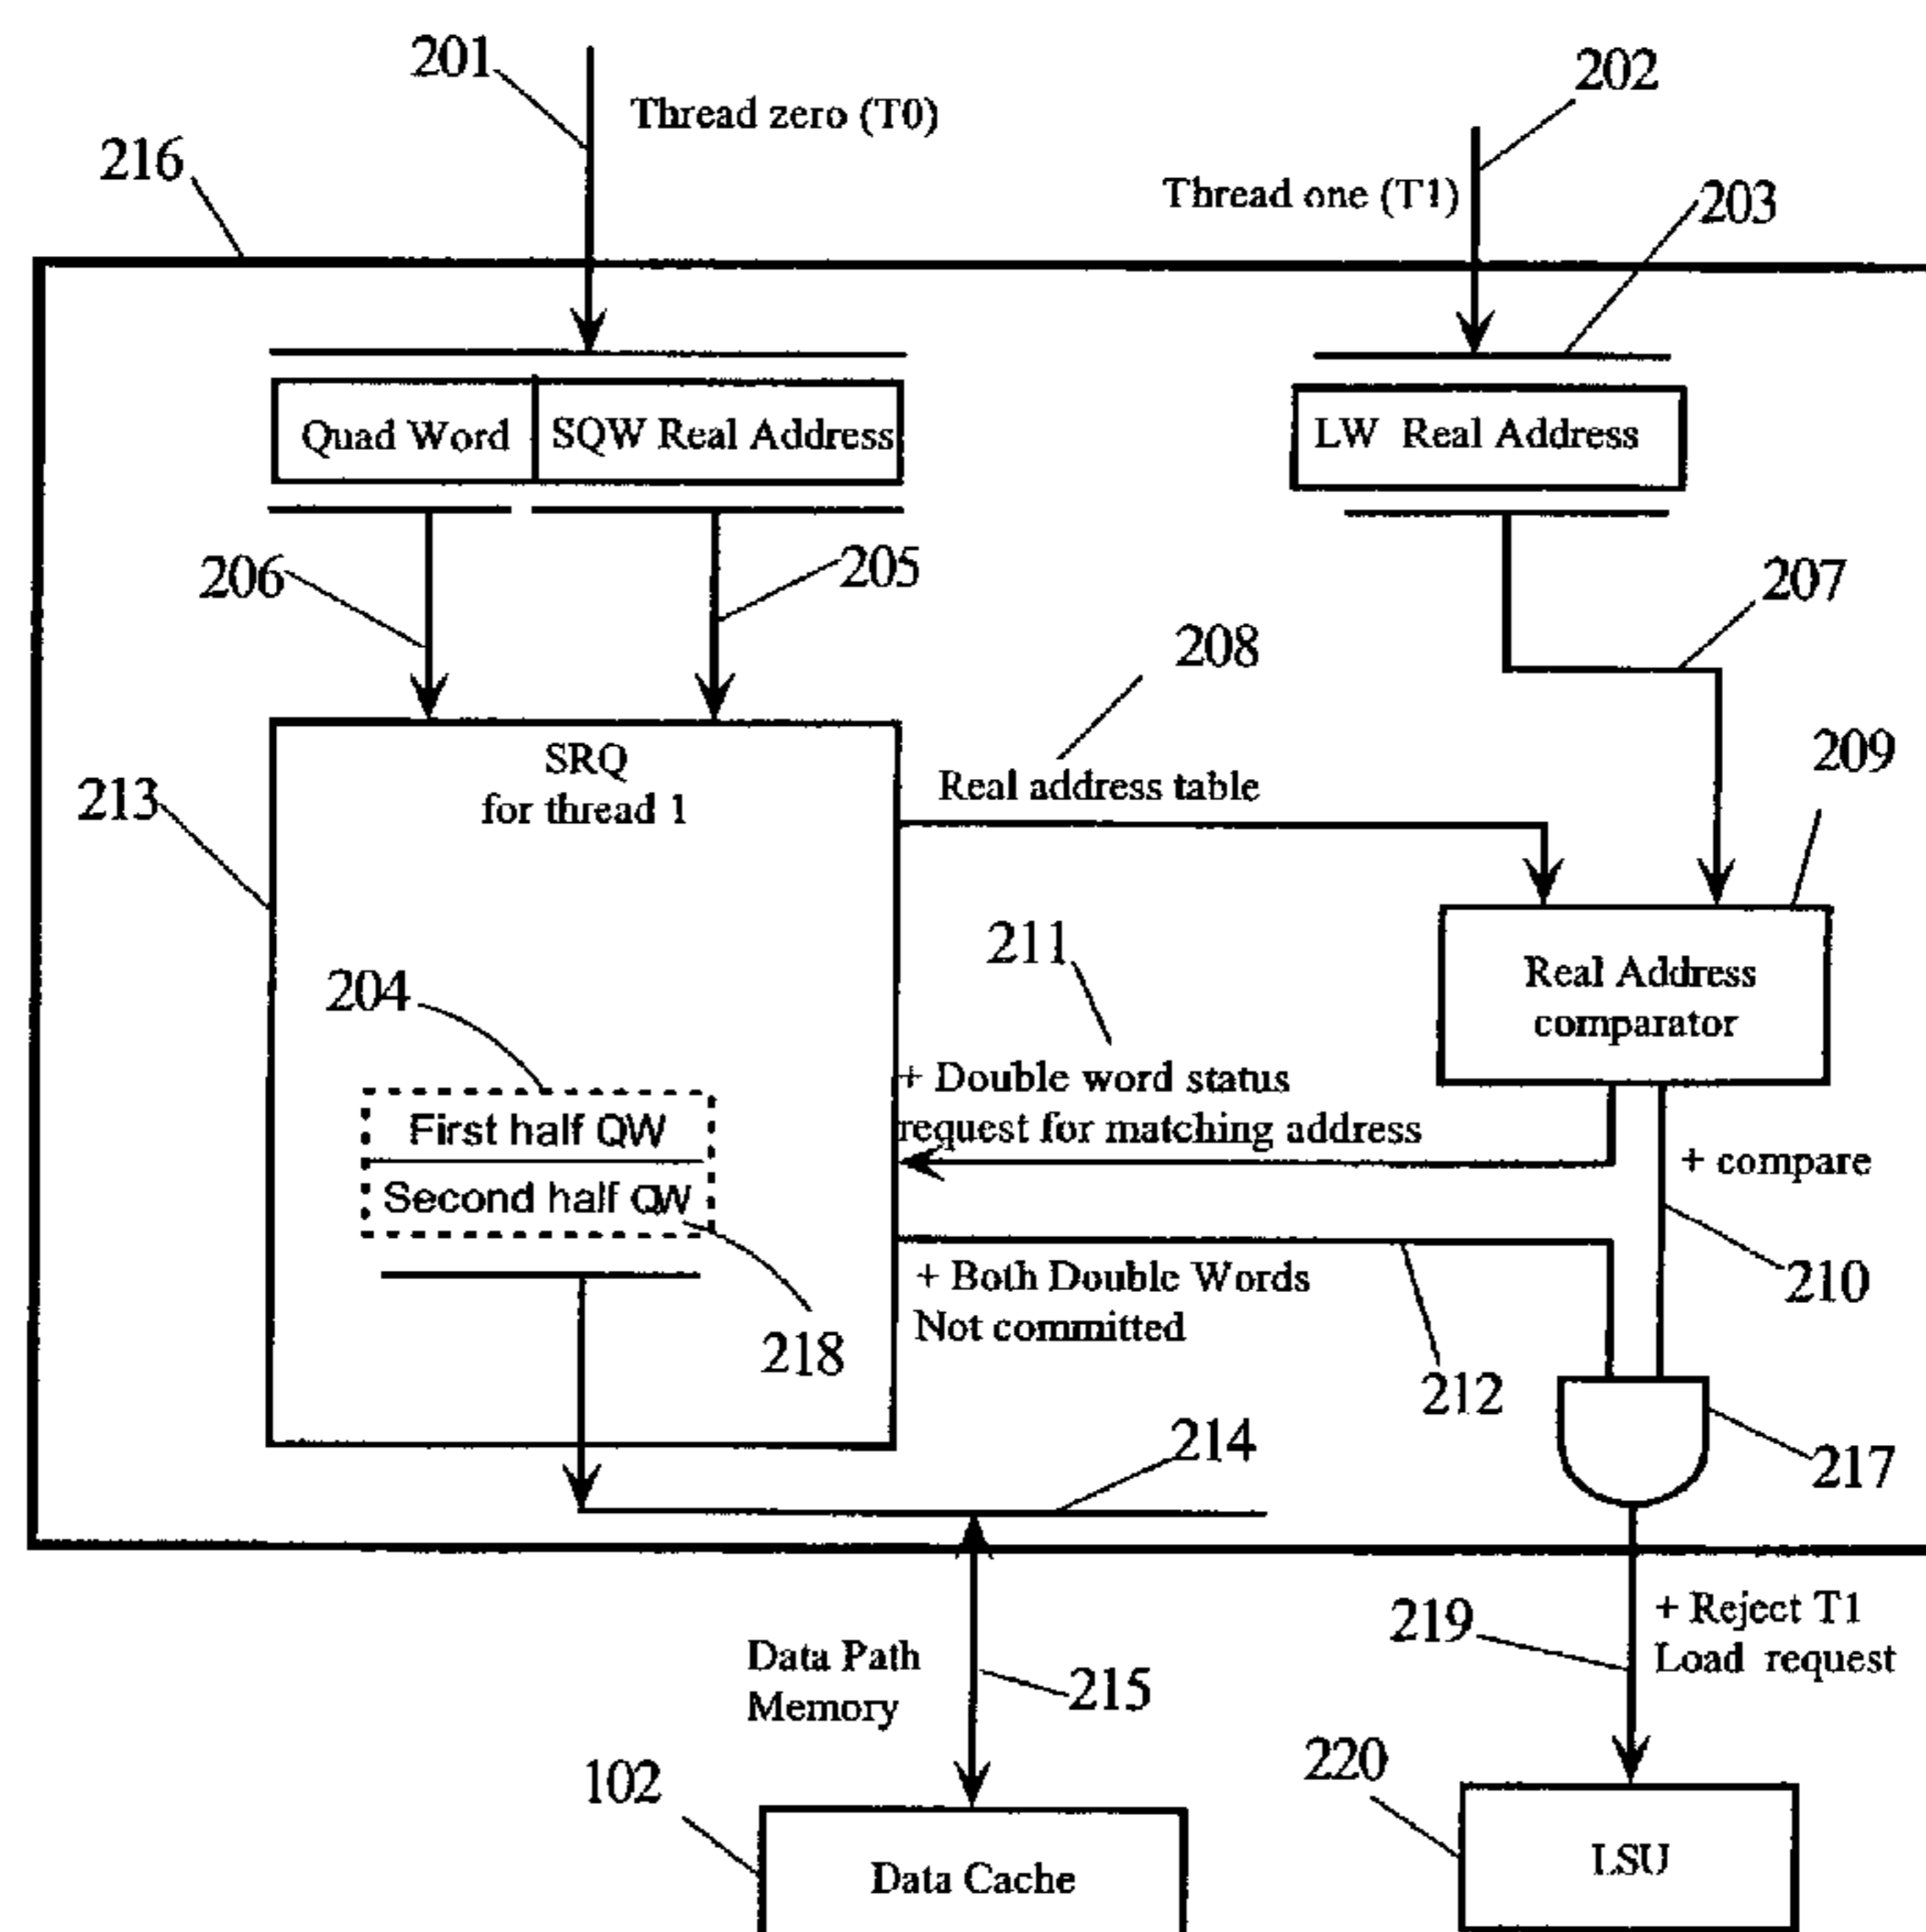 201
Thread zero (T0)
202
216
Thread one (T1)
203
Quad Word
SQW Real Address
LW Real Address
206
205
207
208
SRQ
for thread 1
213
Real address table
209
211
Real Address
comparator
204
+ Double word status
request for matching address
First half QW
Second half QW
+ compare
+ Both Double Words
Not committed
210
218
212
214
217
219
+ Reject T1
Load request
Data Path
Memory
215
102
220
Data Cache
LSU